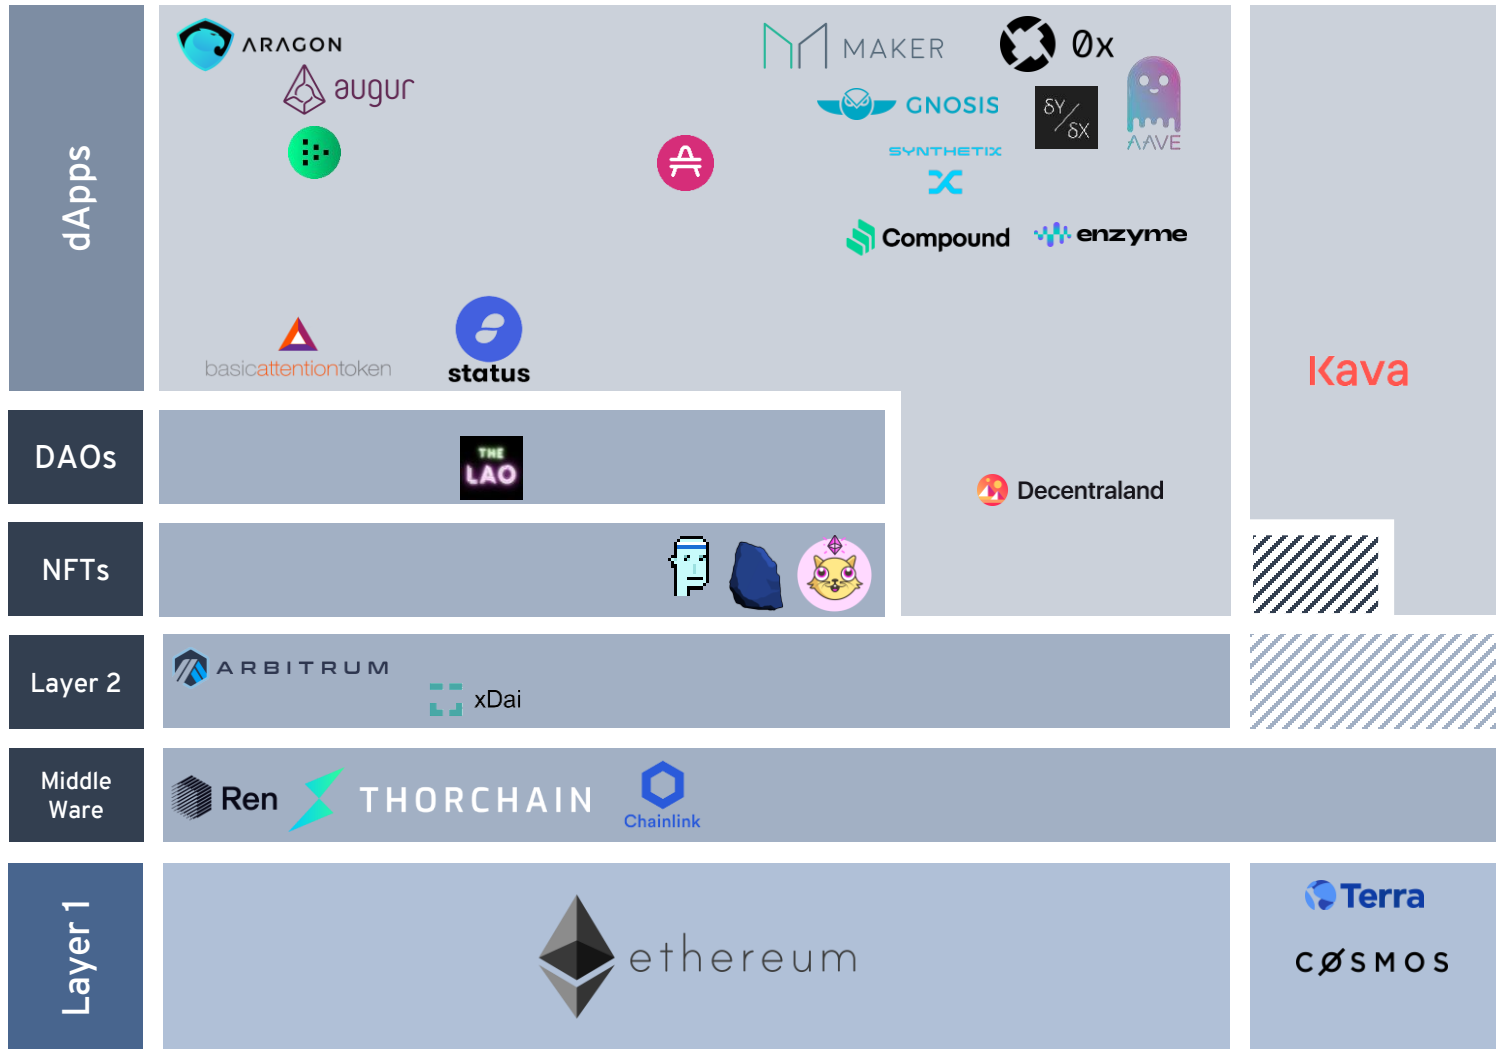 dApps
ARAGON
augur
MAKER
0x
GNOSIS
δY/δX
AAVE
SYNTHETIX
Compound
enzyme
basicattentiontoken
status
Kava
DAOs
THE
LAO
Decentraland
NFTs
Layer 2
ARBITRUM
xDai
Middle
Ware
Ren
THORCHAIN
Chainlink
Layer 1
ethereum
Terra
CØSMOS